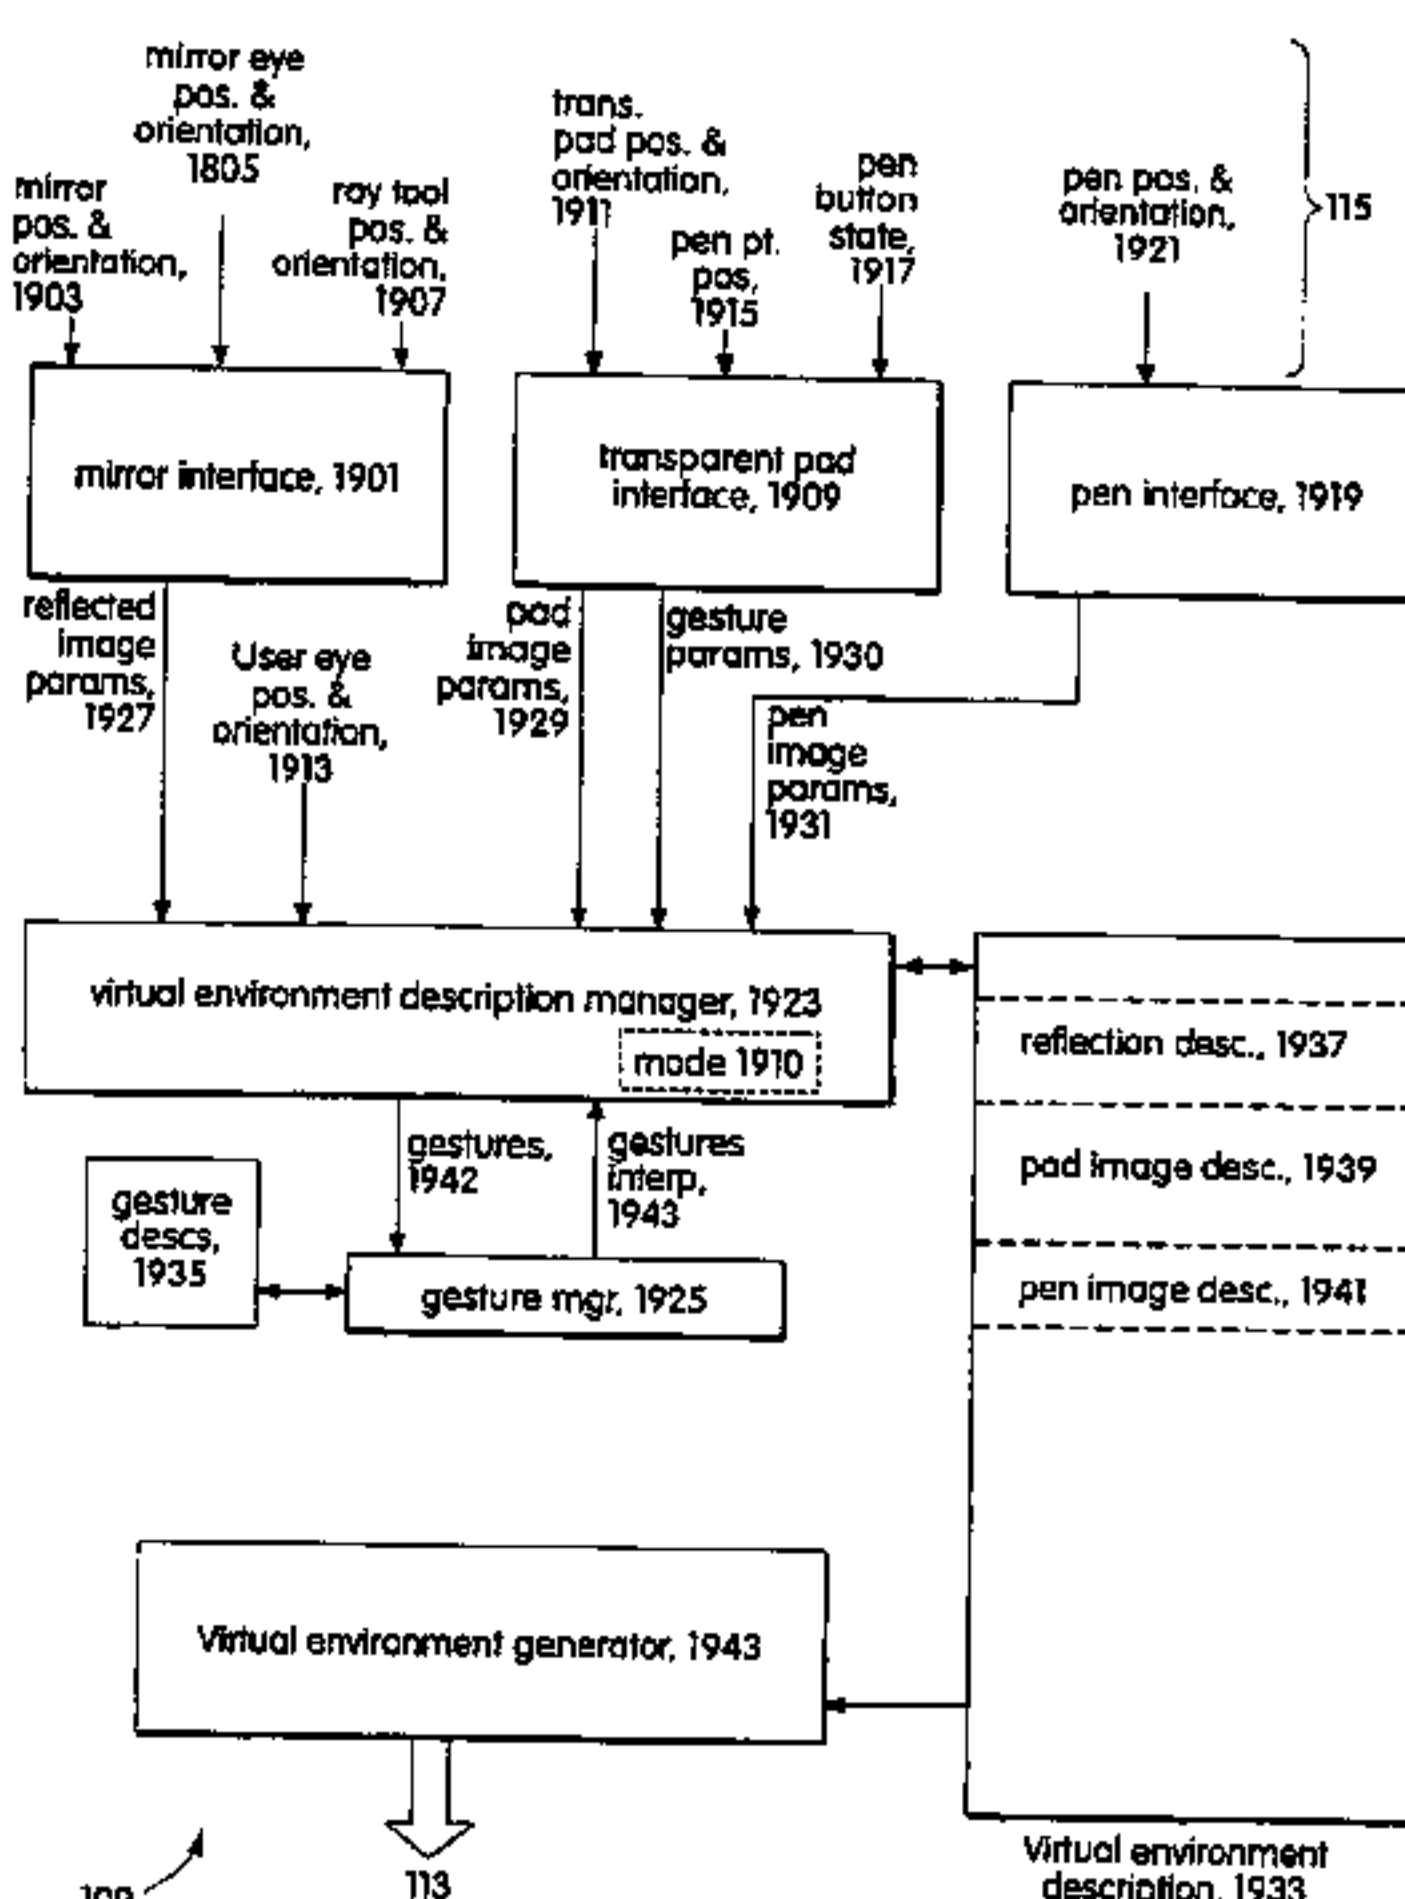 mirror eye
pos. &
orientation,
1805
mirror
pos. &
orientation,
1903
ray tool
pos. &
orientation,
1907
trans.
pad pos. &
orientation,
1911
pen pt.
pos,
1915
pen
button
state,
1917
pen pos. &
orientation,
1921
115
mirror interface, 1901
transparent pad
interface, 1909
pen interface, 1919
reflected
image
params,
1927
User eye
pos. &
orientation,
1913
pad
image
params,
1929
gesture
params, 1930
pen
image
params,
1931
virtual environment description manager, 1923
mode 1910
reflection desc., 1937
pad image desc., 1939
pen image desc., 1941
gestures,
1942
gestures
interp,
1943
gesture
descs,
1935
gesture mgr, 1925
Virtual environment generator, 1943
113
Virtual environment
description, 1933